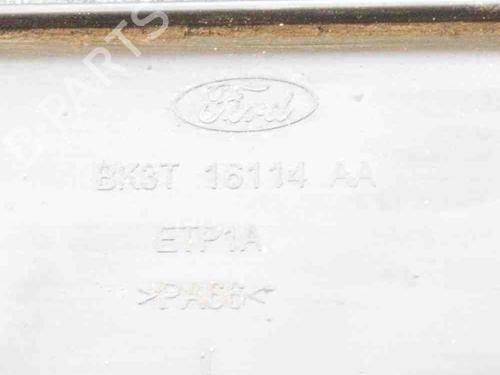 B-PARTS
Ford
BK3T 16114 AA
ETP1A
>PA66<